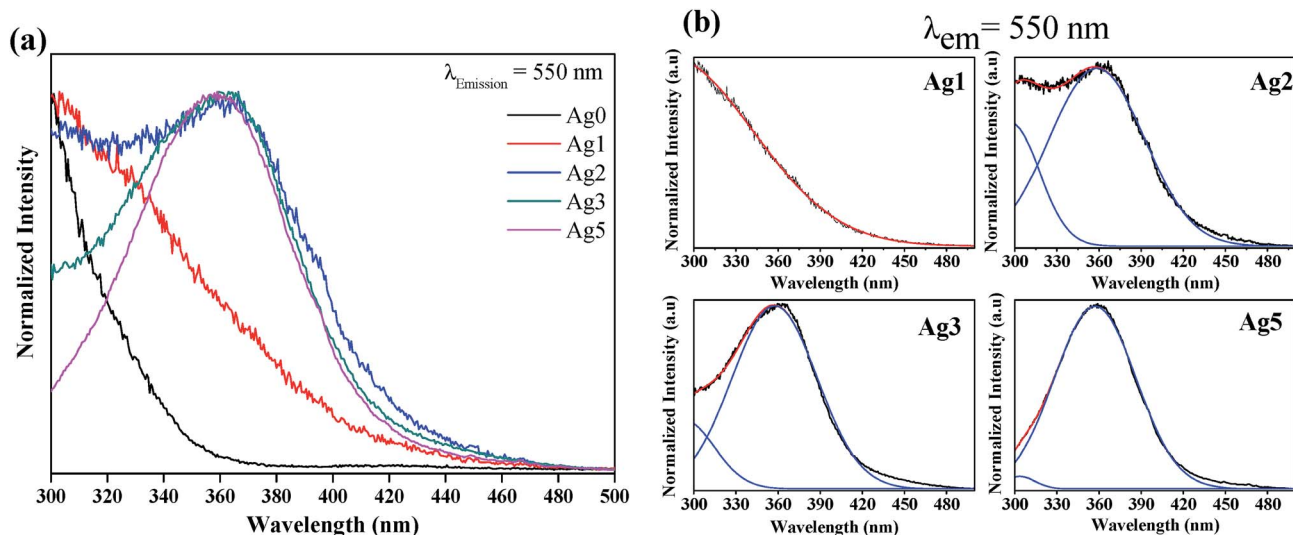 (a)
λEmission = 550 nm
Ag0
Ag1
Ag2
Ag3
Ag5
Normalized Intensity
300 320 340 360 380 400 420 440 460 480 500
Wavelength (nm)
(b)
λem= 550 nm
Ag1
Normalized Intensity (a.u)
300 330 360 390 420 450 480
Wavelength (nm)
Ag2
Normalized Intensity (a.u)
300 330 360 390 420 450 480
Wavelength (nm)
Ag3
Normalized Intensity (a.u)
300 330 360 390 420 450 480
Wavelength (nm)
Ag5
Normalized Intensity (a.u)
300 330 360 390 420 450 480
Wavelength (nm)